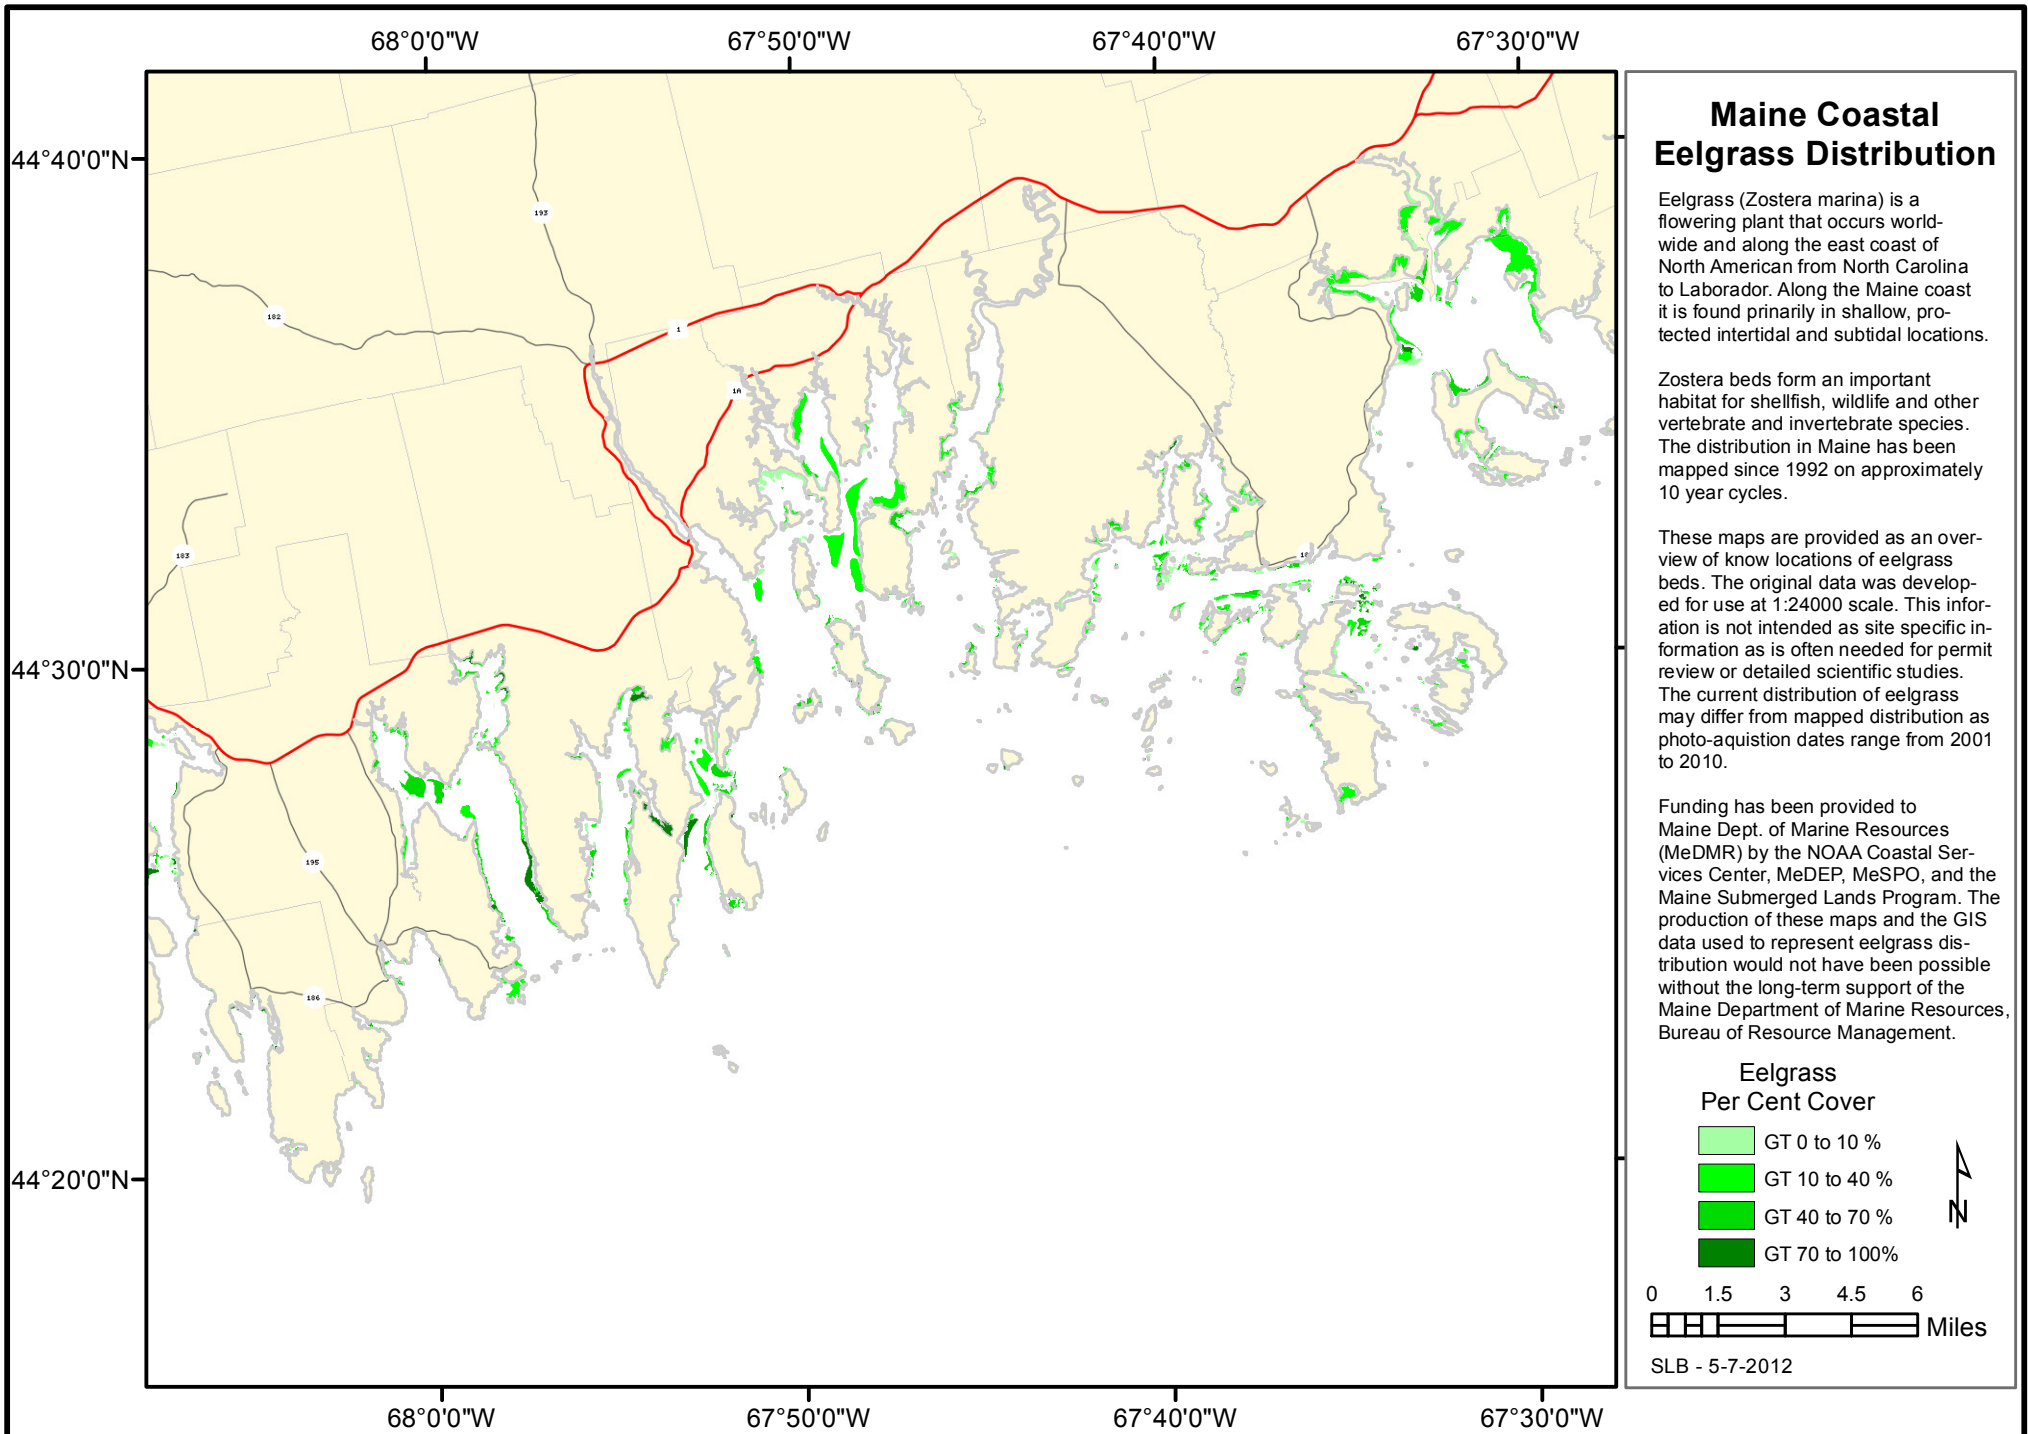 68°0'0"W
67°50'0"W
67°40'0"W
67°30'0"W
44°40'0"N
44°30'0"N
44°20'0"N
193
182
1
1A
183
18
195
186
68°0'0"W
67°50'0"W
67°40'0"W
67°30'0"W
Maine Coastal
Eelgrass Distribution
Eelgrass (Zostera marina) is a
flowering plant that occurs world-
wide and along the east coast of
North American from North Carolina
to Laborador. Along the Maine coast
it is found prinarily in shallow, pro-
tected intertidal and subtidal locations.
Zostera beds form an important
habitat for shellfish, wildlife and other
vertebrate and invertebrate species.
The distribution in Maine has been
mapped since 1992 on approximately
10 year cycles.
These maps are provided as an over-
view of know locations of eelgrass
beds. The original data was develop-
ed for use at 1:24000 scale. This infor-
ation is not intended as site specific in-
formation as is often needed for permit
review or detailed scientific studies.
The current distribution of eelgrass
may differ from mapped distribution as
photo-aquistion dates range from 2001
to 2010.
Funding has been provided to
Maine Dept. of Marine Resources
(MeDMR) by the NOAA Coastal Ser-
vices Center, MeDEP, MeSPO, and the
Maine Submerged Lands Program. The
production of these maps and the GIS
data used to represent eelgrass dis-
tribution would not have been possible
without the long-term support of the
Maine Department of Marine Resources,
Bureau of Resource Management.
Eelgrass
Per Cent Cover
GT 0 to 10 %
GT 10 to 40 %
GT 40 to 70 %
GT 70 to 100%
N
0 1.5 3 4.5 6
Miles
SLB - 5-7-2012